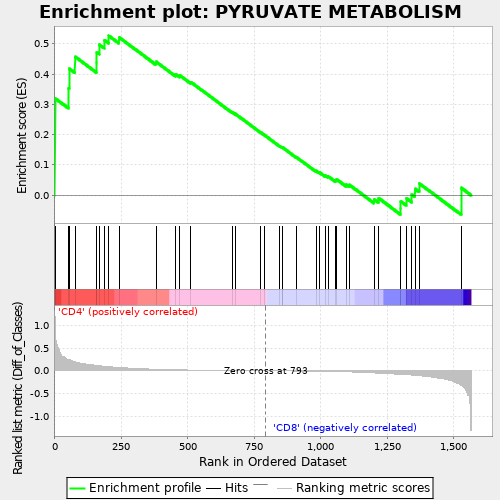 Enrichment plot: PYRUVATE METABOLISM
Enrichment score (ES)
0.5
0.4
0.3
0.2
0.1
0.0
'CD4' (positively correlated)
Ranked list metric (Diff_of_Classes)
1.0
0.5
0.0
-0.5
-1.0
Zero cross at 793
'CD8' (negatively correlated)
0 250 500 750 1,000 1,250 1,500
Rank in Ordered Dataset
Enrichment profile Hits Ranking metric scores